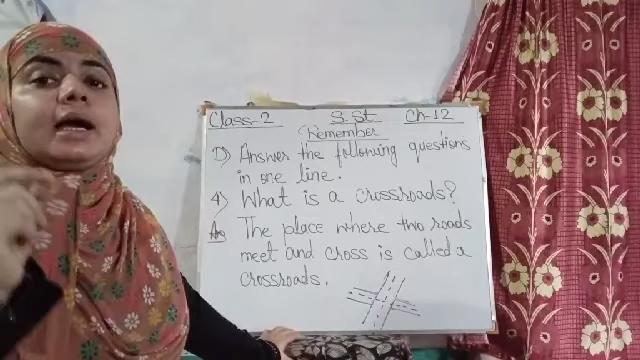 Class-2 S.St Ch-12
Remember
D) Answer the following questions
in one line.
4) What is a crossroads?
Ans The place where two roads
meet and cross is called a
crossroads.